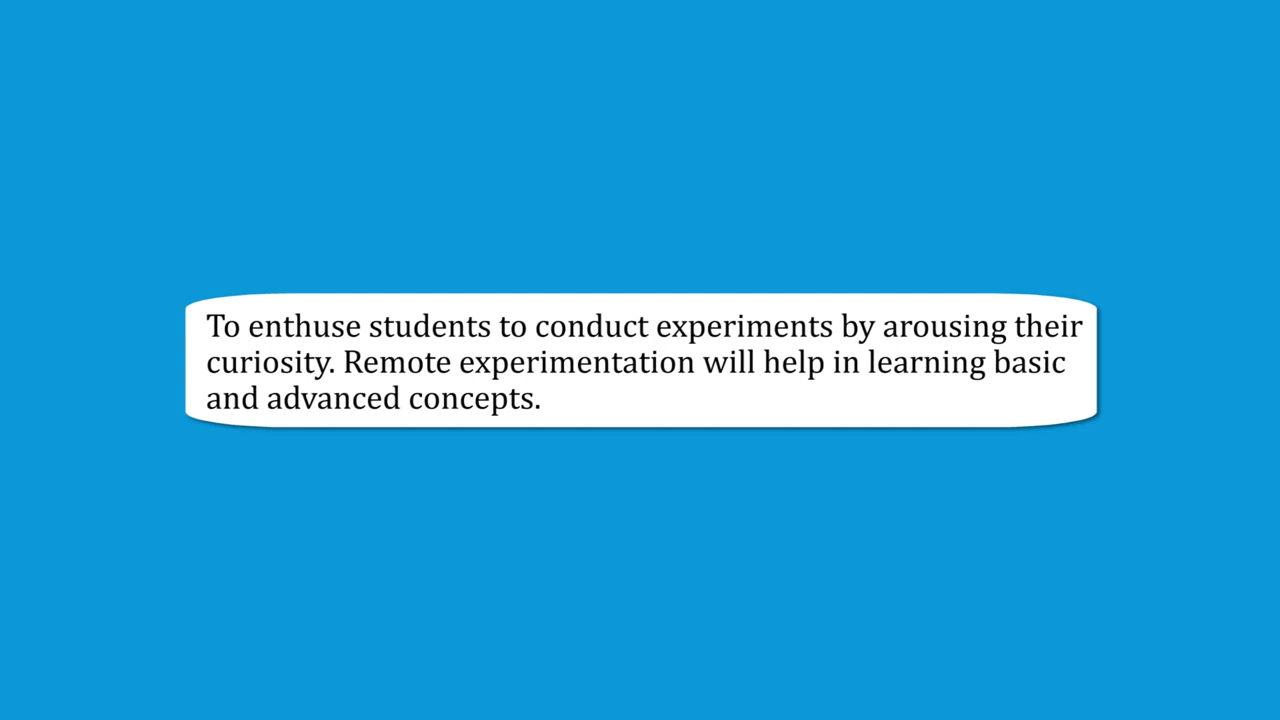 To enthuse students to conduct experiments by arousing their
curiosity. Remote experimentation will help in learning basic
and advanced concepts.